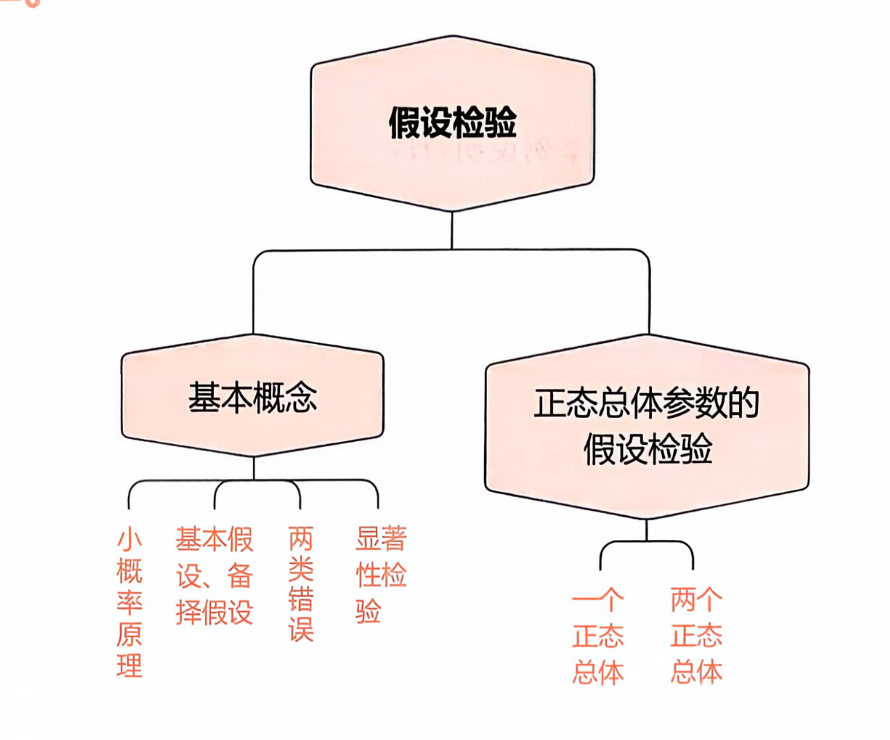 假设检验
基本概念
正态总体参数的
假设检验
小
概
率
原
理
基本假
设、备
择假设
两
类
错
误
显著
性检
验
一个
正态
总体
两个
正态
总体